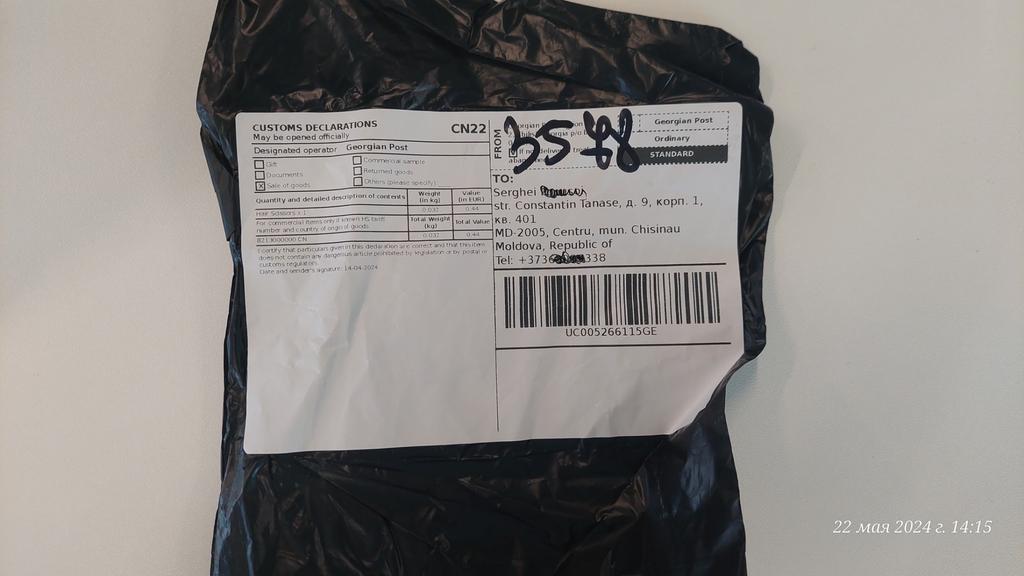 CUSTOMS DECLARATIONS
CN22
May be opened officially
Designated operator Georgian Post
Gift
Commercial sample
Documents
Returned goods
Sale of goods
Others (please specify)
Quantity and detailed description of contents
Weight (in kg)
Value (in EUR)
Hair Scissors x 1
0.032
0.44
For commercial items only if known HS tariff
number and country of origin of goods
Total Weight (kg)
Total Value
8213000000 CN
0.032
0.44
I certify that particulars given in this declaration are correct and that this item
does not contain any dangerous article prohibited by legislation or by postal or
customs regulators.
Date and sender's signature: 14-04-2024
FROM
3548
Georgian Post
Ordinary
STANDARD
TO:
Serghei
str. Constantin Tanase, д. 9, корп. 1,
кв. 401
MD-2005, Centru, mun. Chisinau
Moldova, Republic of
Tel: +3736 338
UC005266115GE
22 мая 2024 г. 14:15